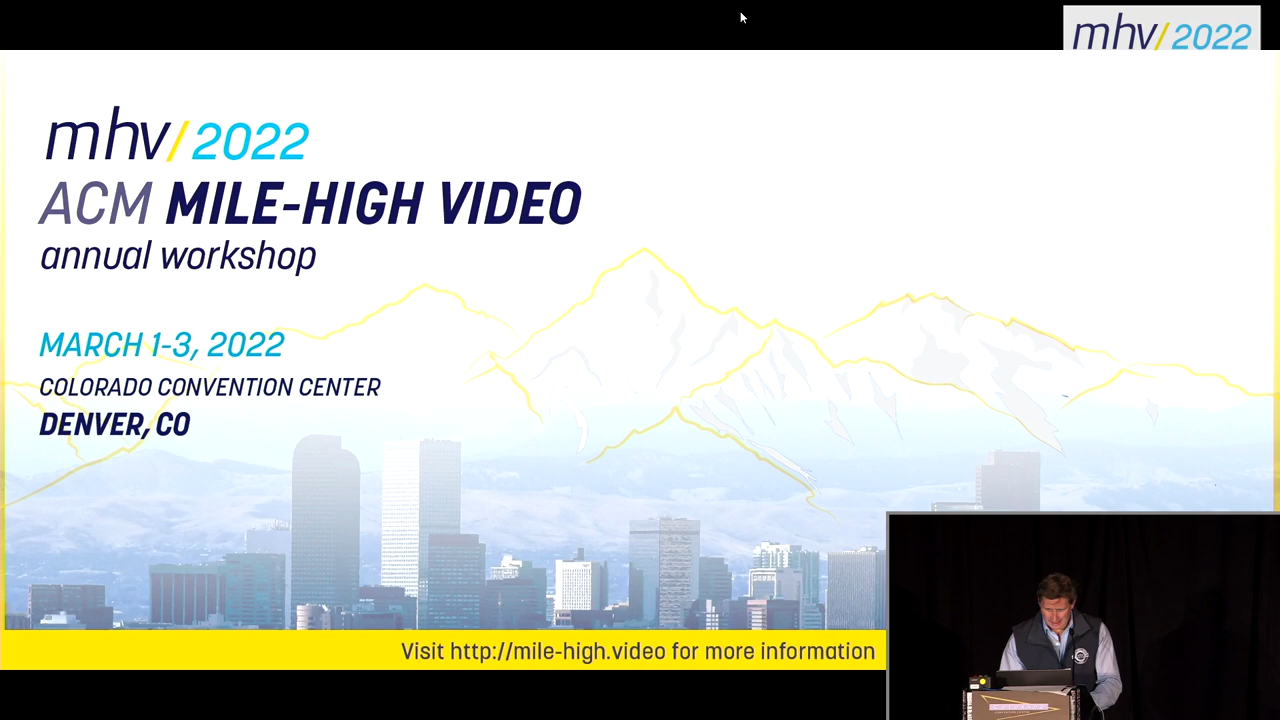 mhv/2022
mhv/2022
ACM MILE-HIGH VIDEO
annual workshop
MARCH 1-3, 2022
COLORADO CONVENTION CENTER
DENVER, CO
Visit http://mile-high.video for more information